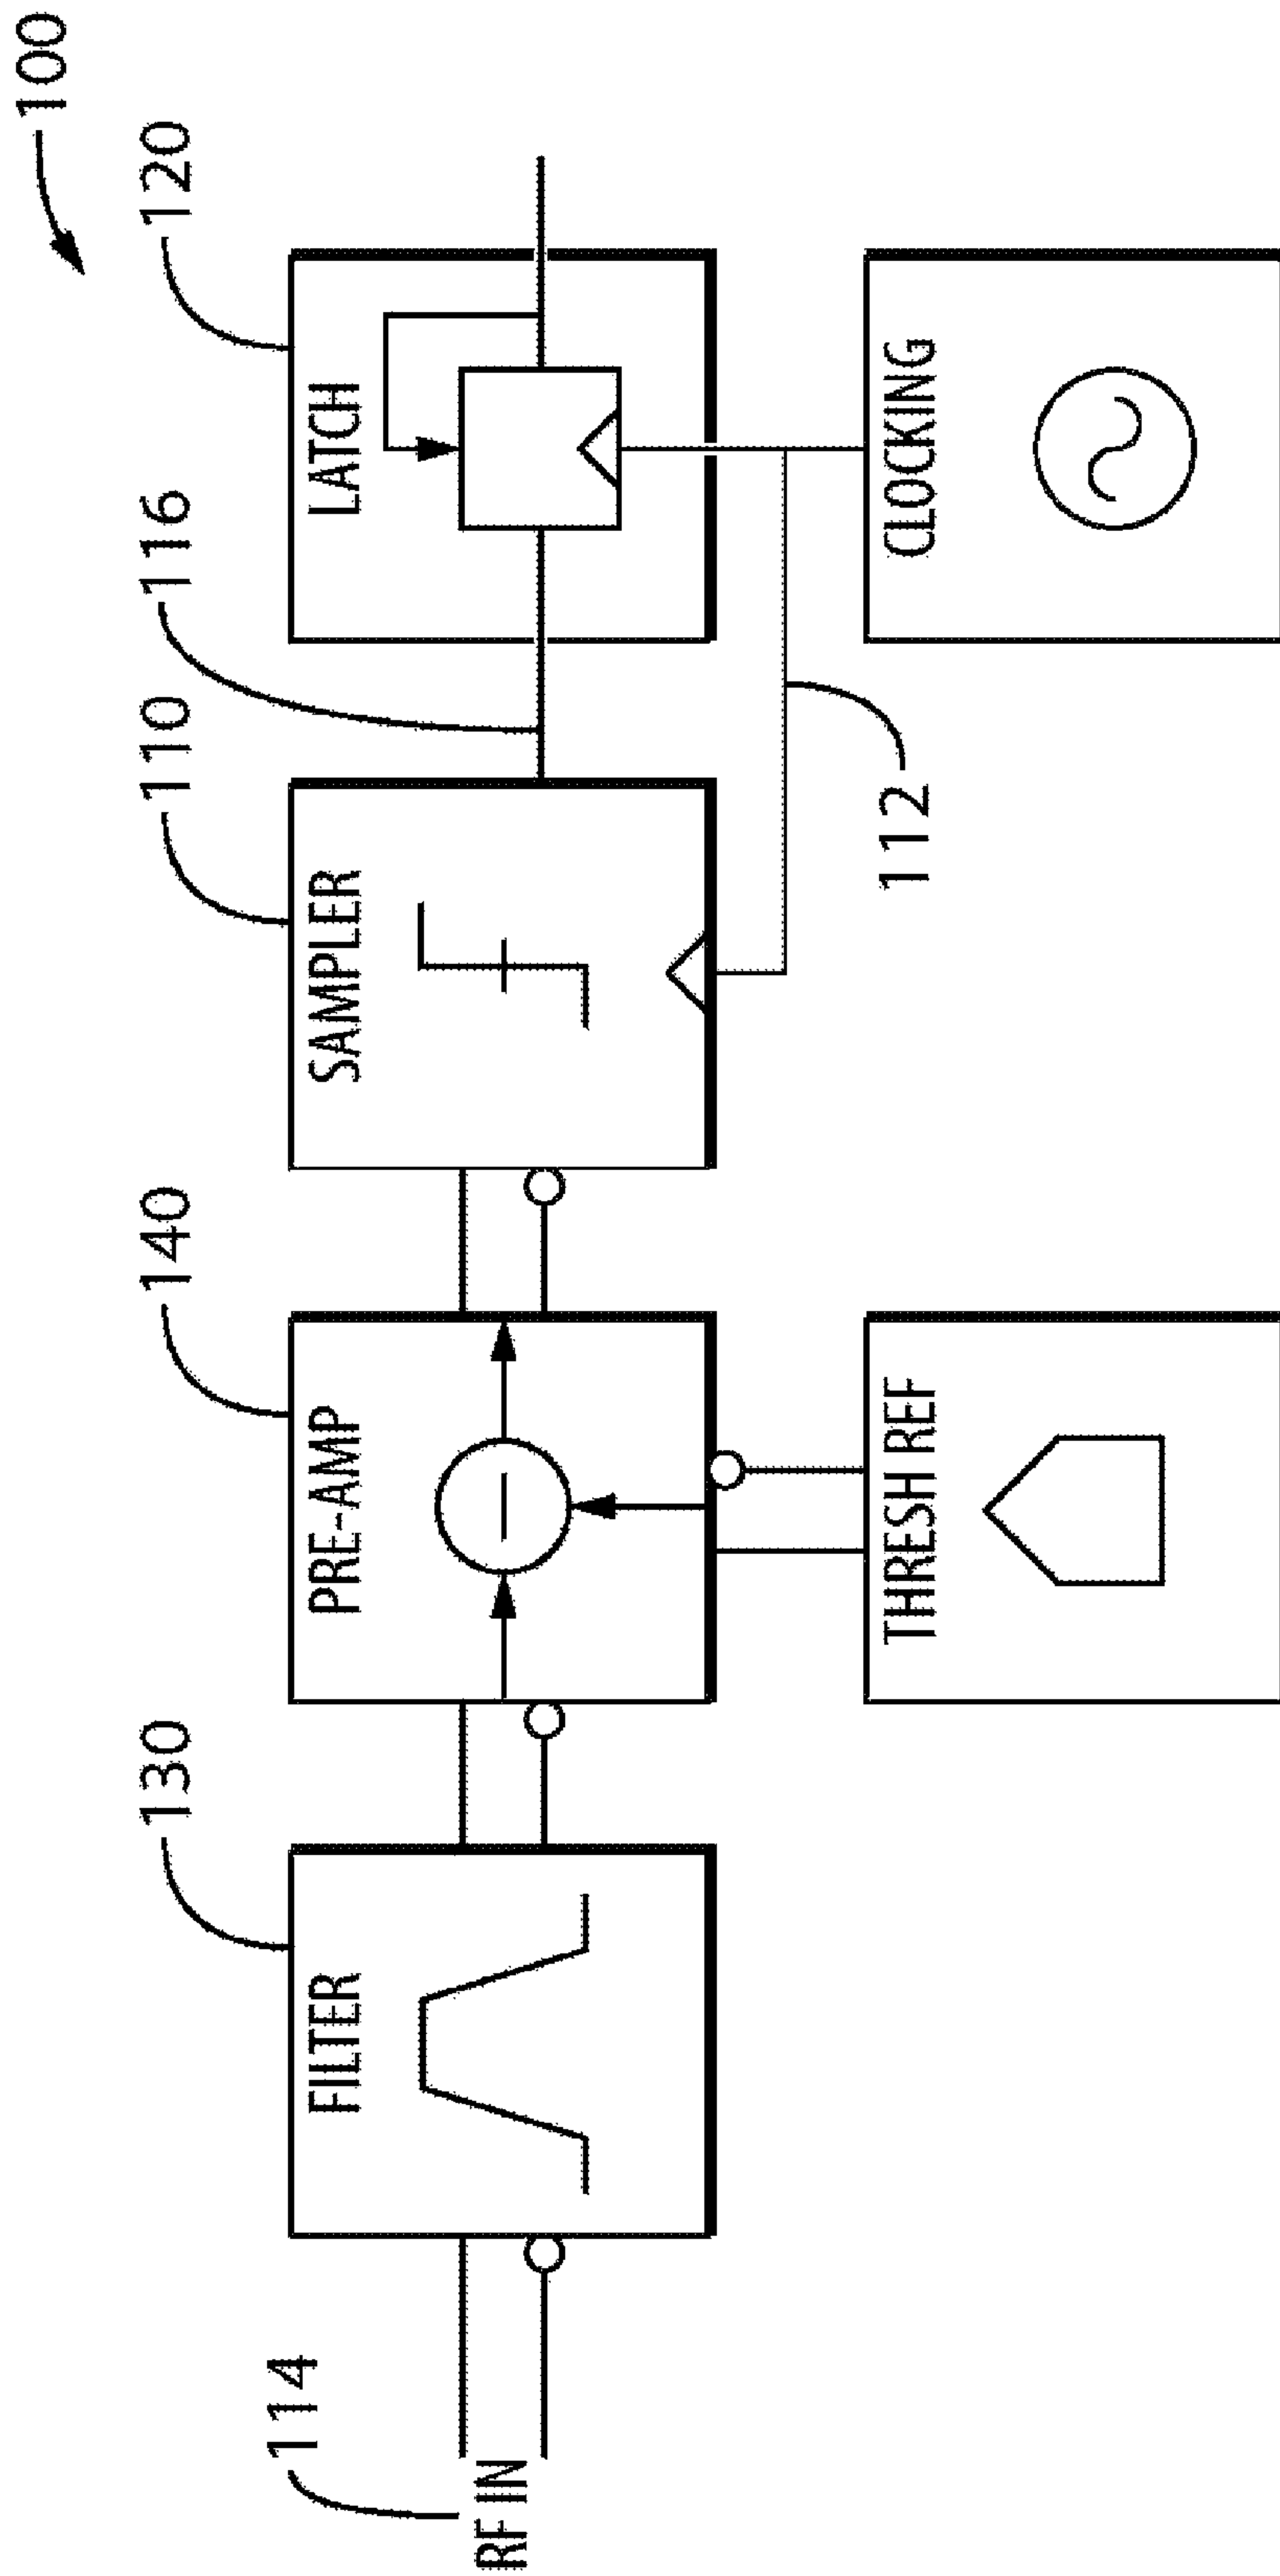 100
114
RF IN
130
FILTER
140
PRE-AMP
THRESH REF
110
SAMPLER
116
112
120
LATCH
CLOCKING